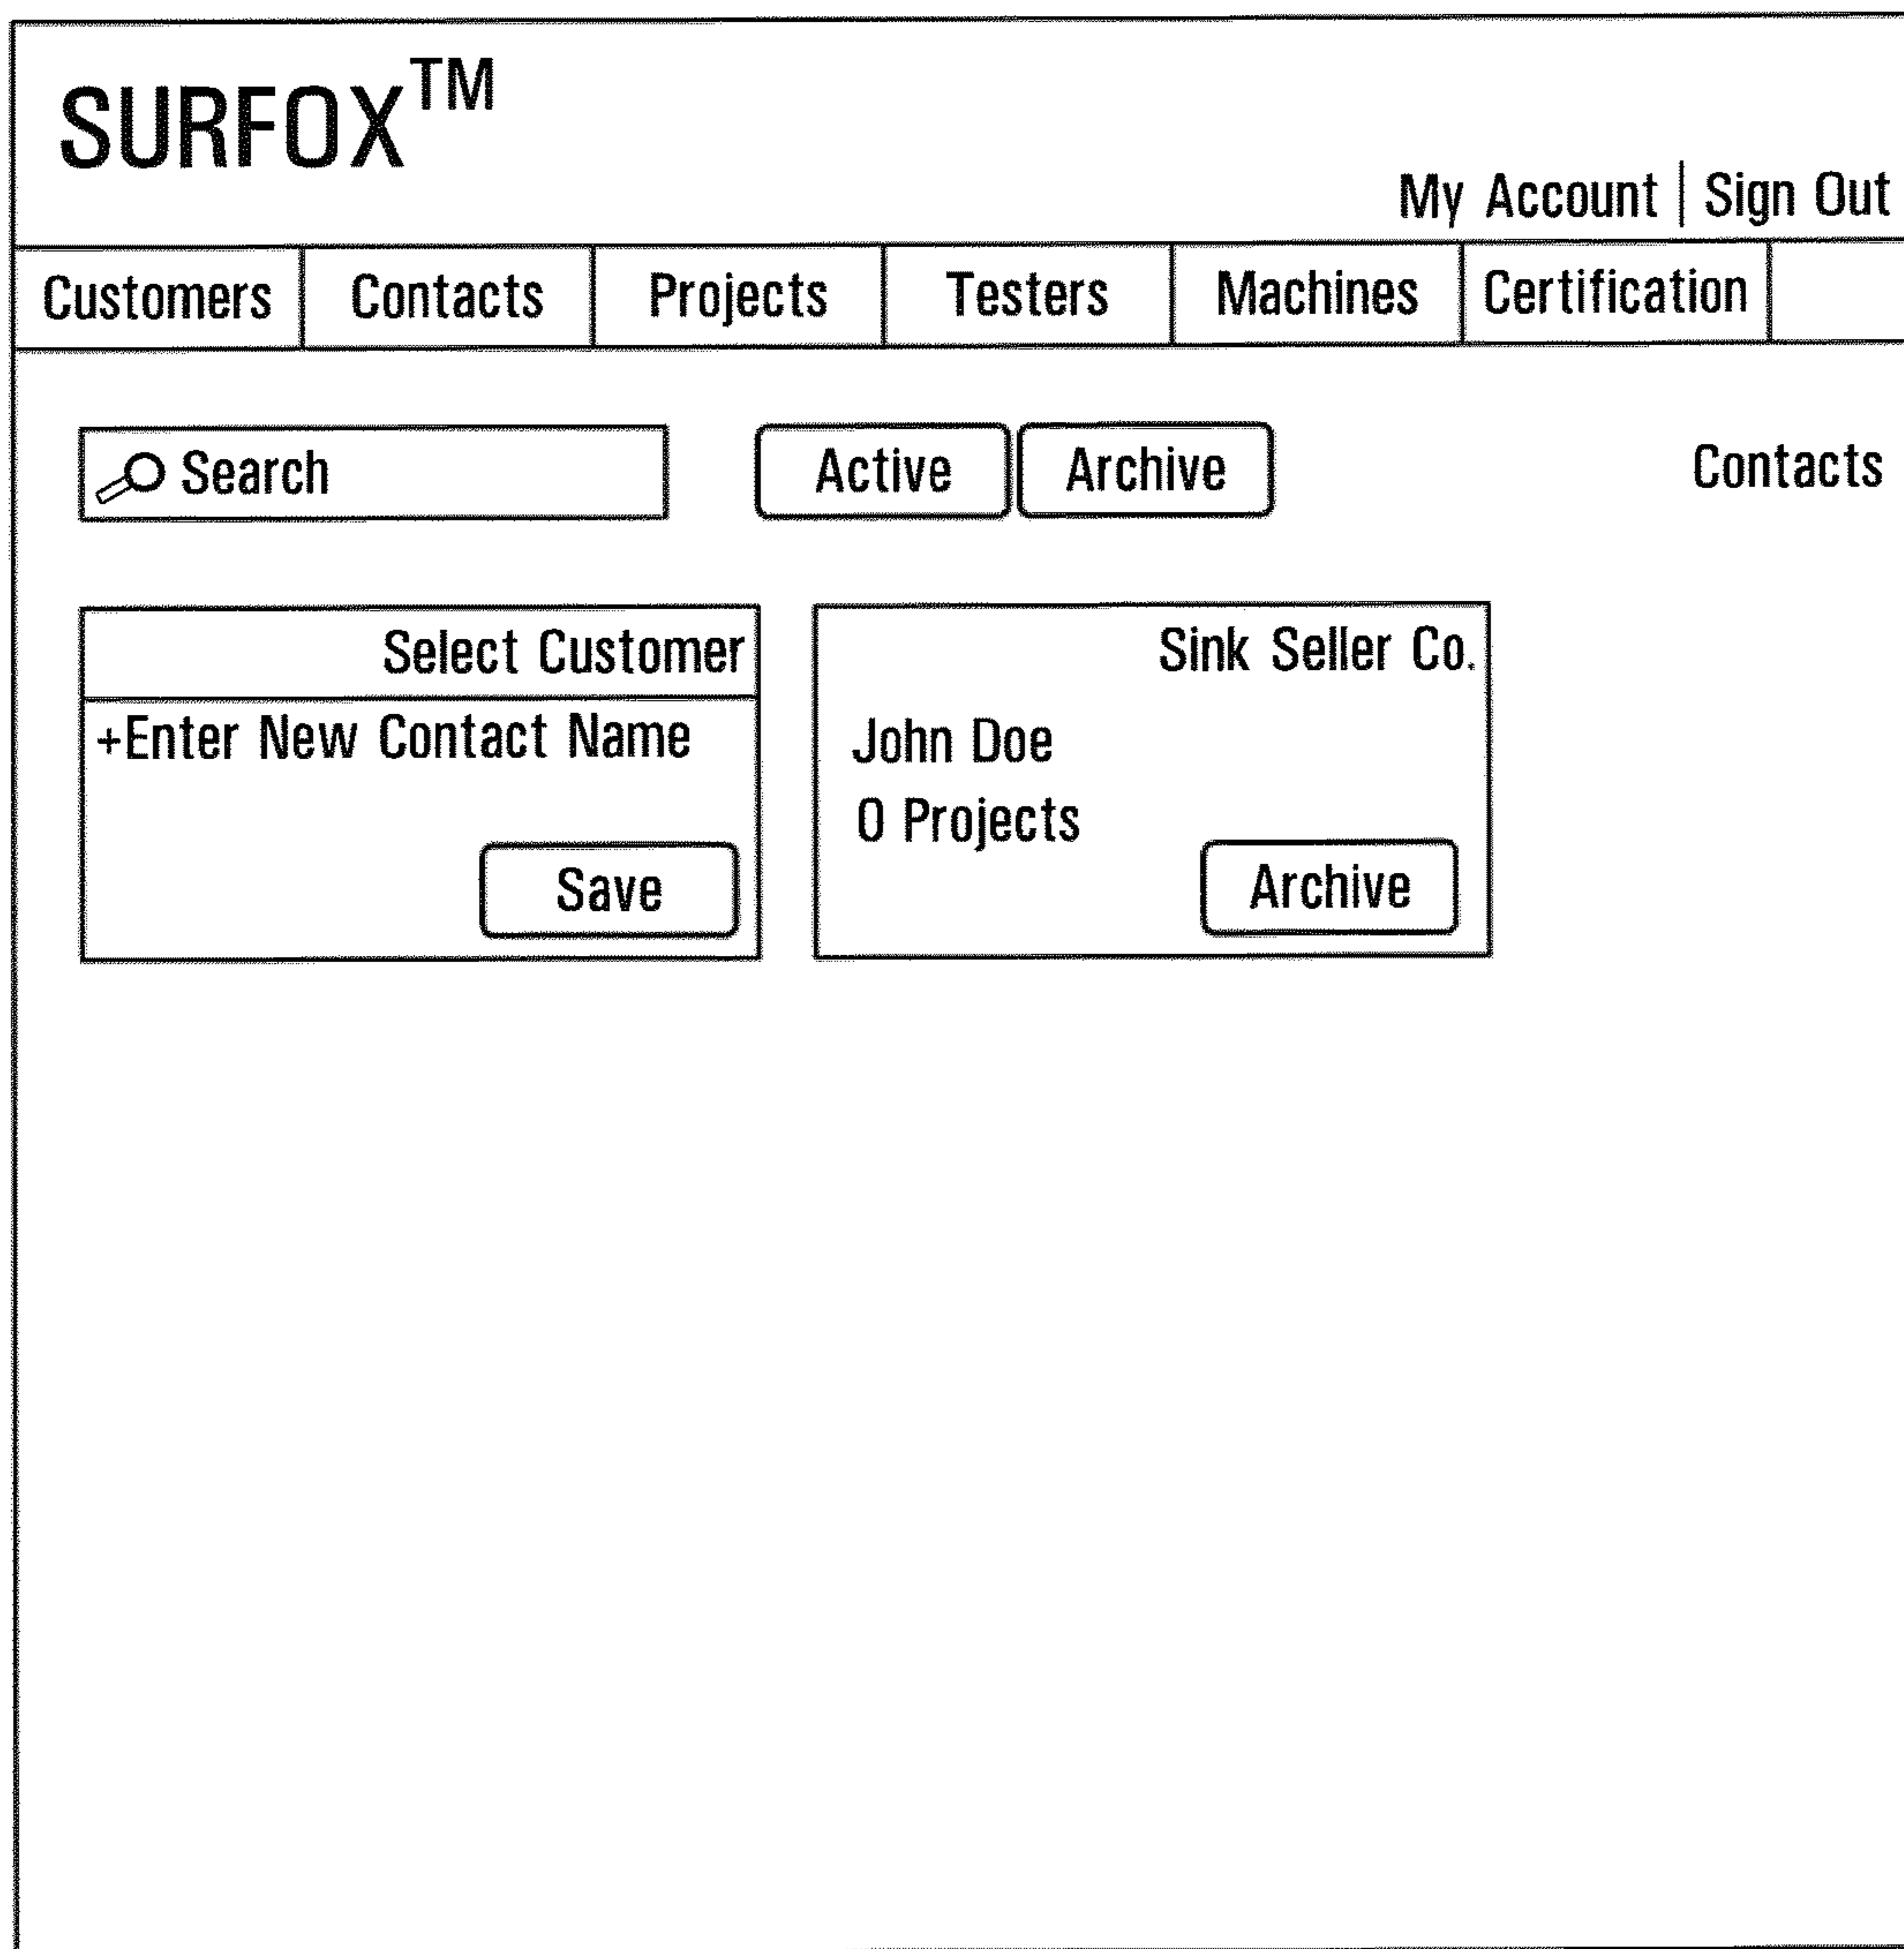 SURFOX™
My Account | Sign Out
Customers Contacts Projects Testers Machines Certification
Search Active Archive Contacts
Select Customer
+Enter New Contact Name
Save
Sink Seller Co.
John Doe
0 Projects
Archive